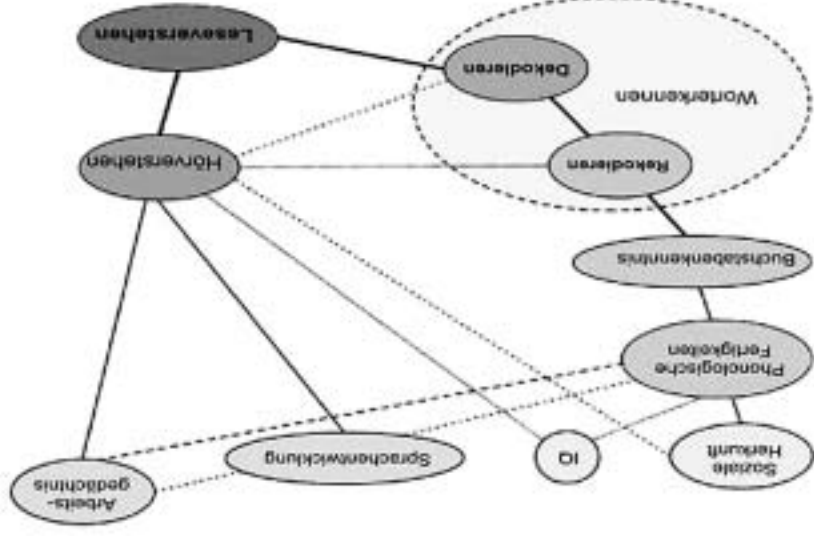 Soziale
Herkunft
IQ
Sprachentwicklung
Arbeits-
gedächtnis
Phonologische
Fertigkeiten
Buchstabenkenntnis
Rekodieren
Hörverstehen
Worterkennen
Dekodieren
Leseverstehen